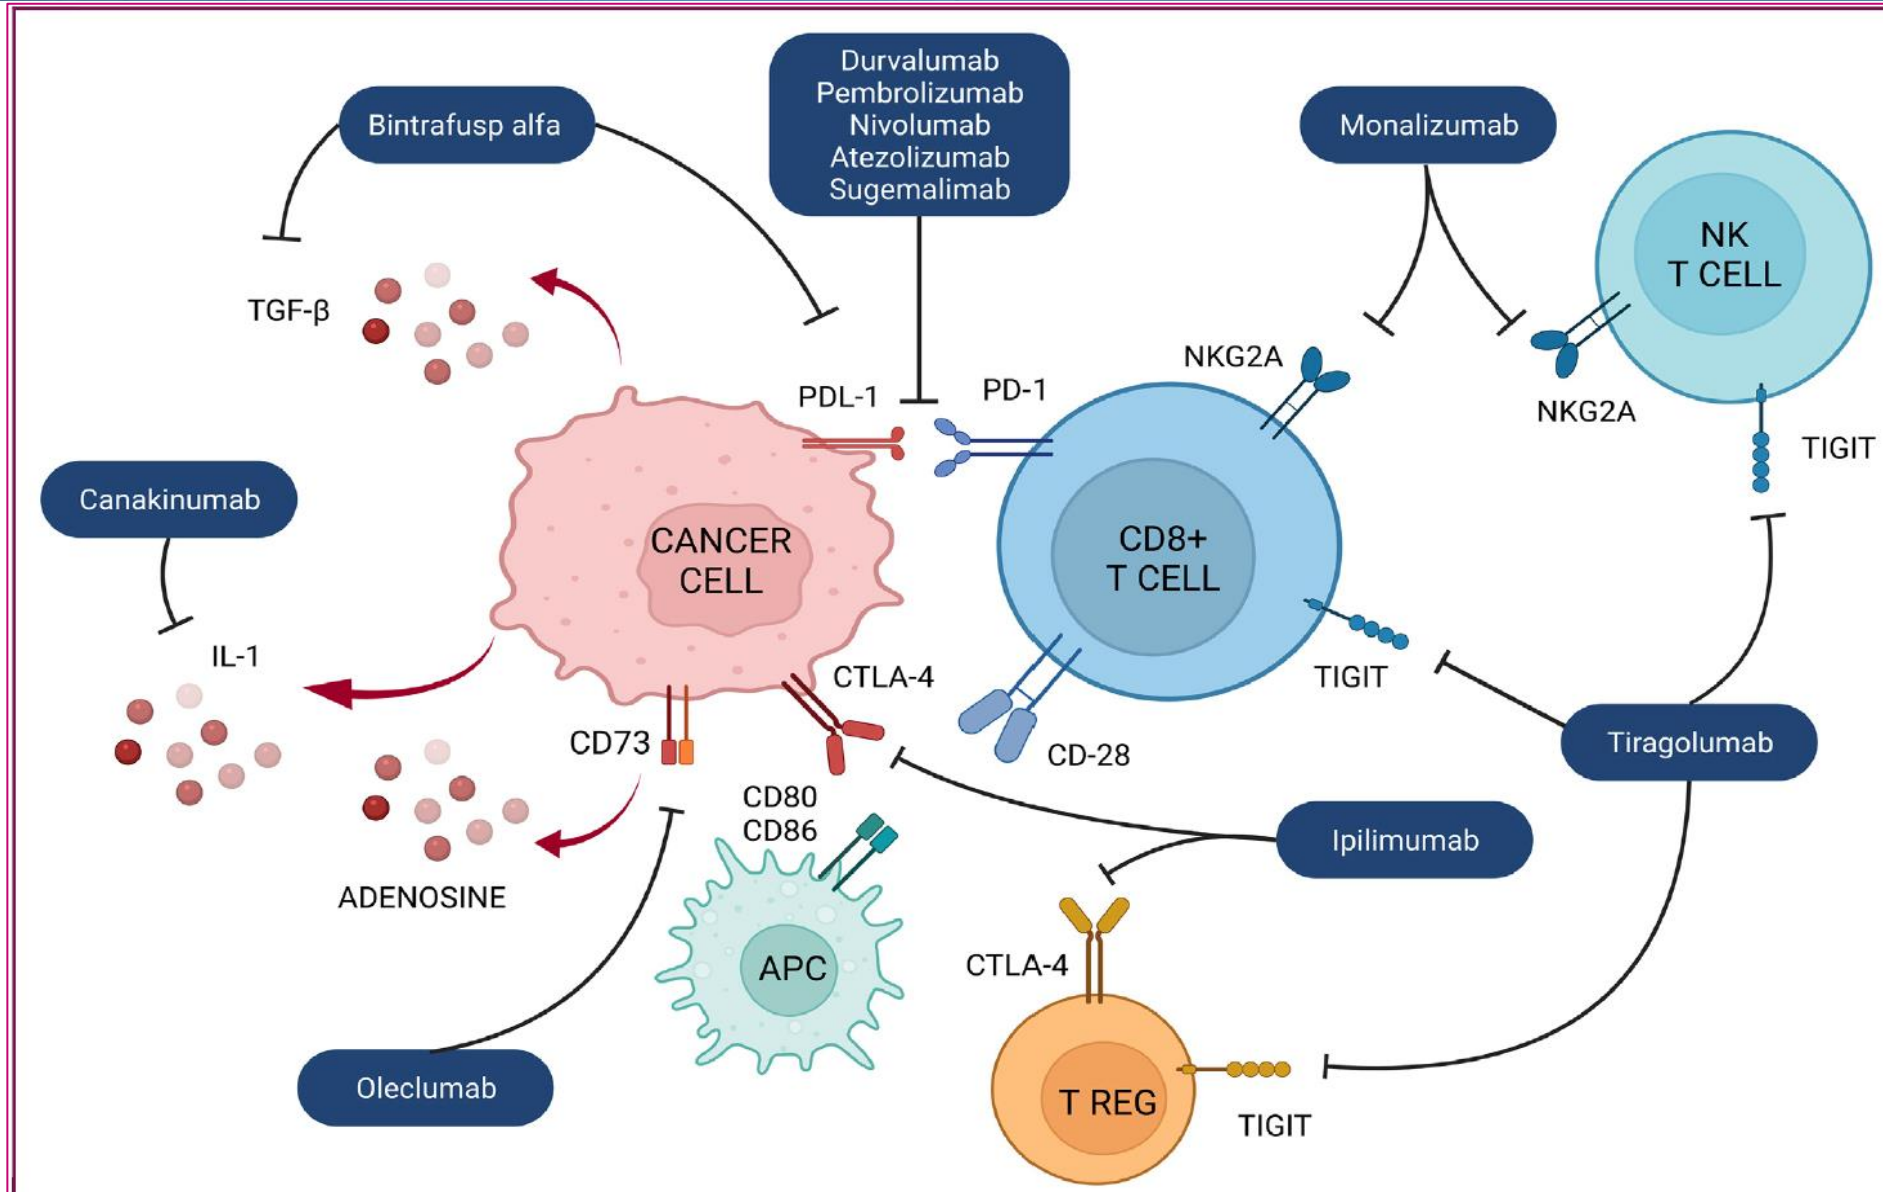 Durvalumab
Pembrolizumab
Nivolumab
Atezolizumab
Sugemalimab
Bintrafusp alfa
Monalizumab
NK
T CELL
TGF-β
NKG2A
PDL-1
PD-1
NKG2A
TIGIT
Canakinumab
CANCER
CELL
CD8+
T CELL
IL-1
CTLA-4
TIGIT
CD73
CD-28
Tiragolumab
CD80
CD86
Ipilimumab
ADENOSINE
APC
CTLA-4
Oleclumab
T REG
TIGIT